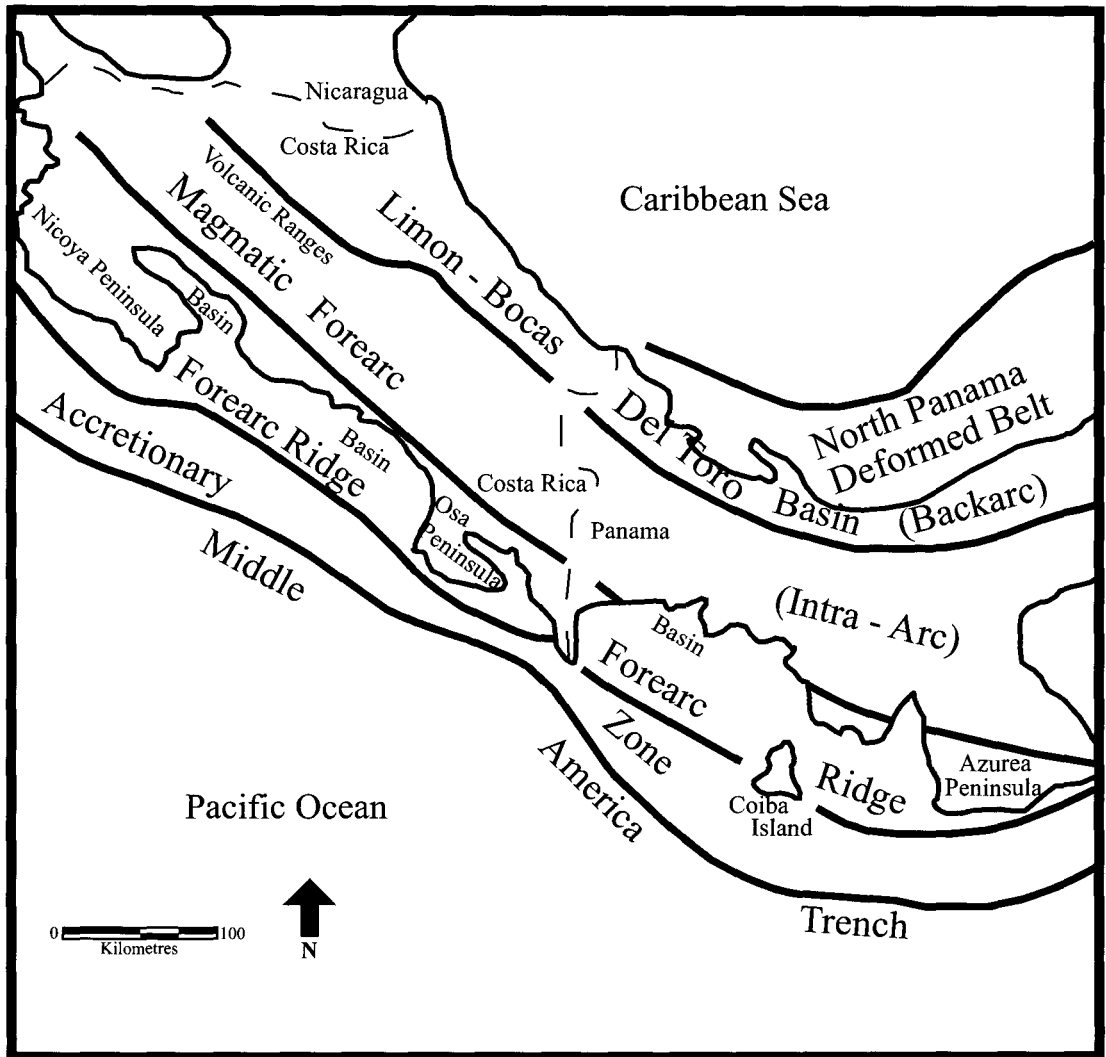 Nicaragua
Costa Rica
Caribbean Sea
Volcanic Ranges
Magmatic Forearc
Limon - Bocas
Del Toro Basin (Backarc)
Nicoya Peninsula
Basin
Forearc Ridge
Basin
North Panama
Deformed Belt
Accretionary
Zone
Costa Rica
Panama
Osa
Peninsula
Middle
America
Trench
(Intra - Arc)
Basin
Forearc
Ridge
Azurea
Peninsula
Coiba
Island
Pacific Ocean
0 100
Kilometres
N